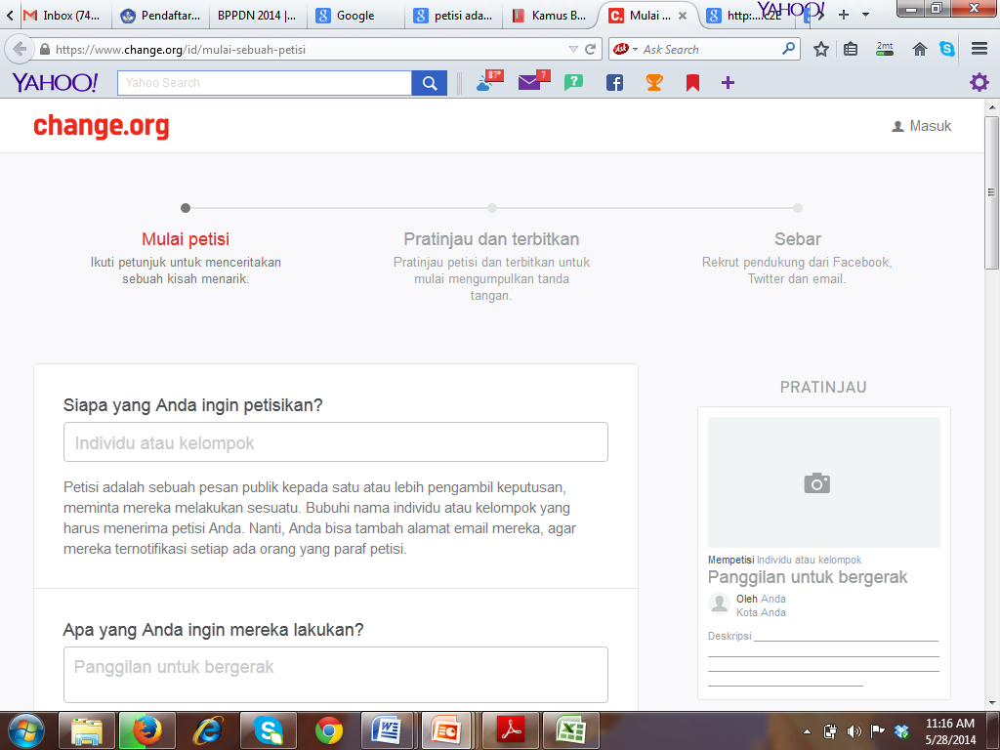 Inbox (74...
Pendaftar...
BPPDN 2014 |...
Google
petisi ada...
Kamus B...
Mulai ...
http:...
YAHOO!
https://www.change.org/id/mulai-sebuah-petisi
Ask
Ask Search
2mt
YAHOO!
Yahoo Search
87°
?
change.org
Masuk
Mulai petisi
Ikuti petunjuk untuk menceritakan
sebuah kisah menarik.
Pratinjau dan terbitkan
Pratinjau petisi dan terbitkan untuk
mulai mengumpulkan tanda
tangan.
Sebar
Rekrut pendukung dari Facebook,
Twitter dan email.
Siapa yang Anda ingin petisikan?
Individu atau kelompok
Petisi adalah sebuah pesan publik kepada satu atau lebih pengambil keputusan,
meminta mereka melakukan sesuatu. Bubuhi nama individu atau kelompok yang
harus menerima petisi Anda. Nanti, Anda bisa tambah alamat email mereka, agar
mereka ternotifikasi setiap ada orang yang paraf petisi.
Apa yang Anda ingin mereka lakukan?
Panggilan untuk bergerak
PRATINJAU
Mempetisi Individu atau kelompok
Panggilan untuk bergerak
Oleh Anda
Kota Anda
Deskripsi
11:16 AM
5/28/2014